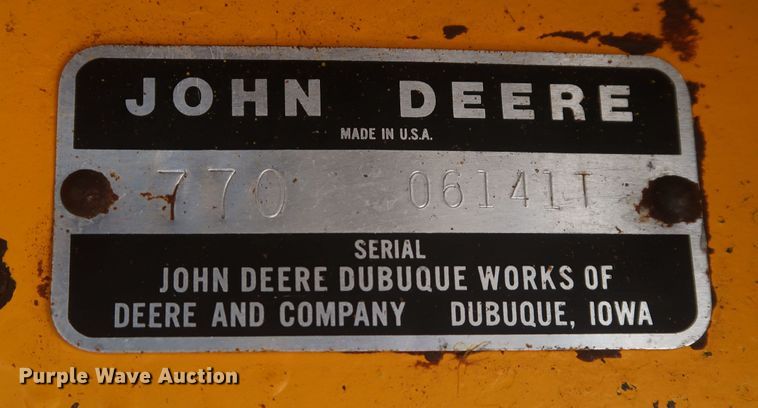 JOHN DEERE
MADE IN U.S.A.
770 061411T
SERIAL
JOHN DEERE DUBUQUE WORKS OF
DEERE AND COMPANY DUBUQUE, IOWA
Purple Wave Auction